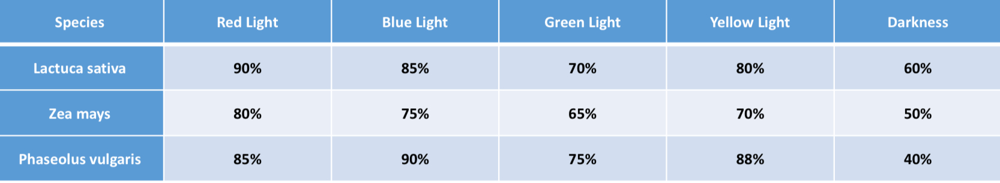 Species Red Light Blue Light Green Light Yellow Light Darkness
Lactuca sativa 90% 85% 70% 80% 60%
Zea mays 80% 75% 65% 70% 50%
Phaseolus vulgaris 85% 90% 75% 88% 40%